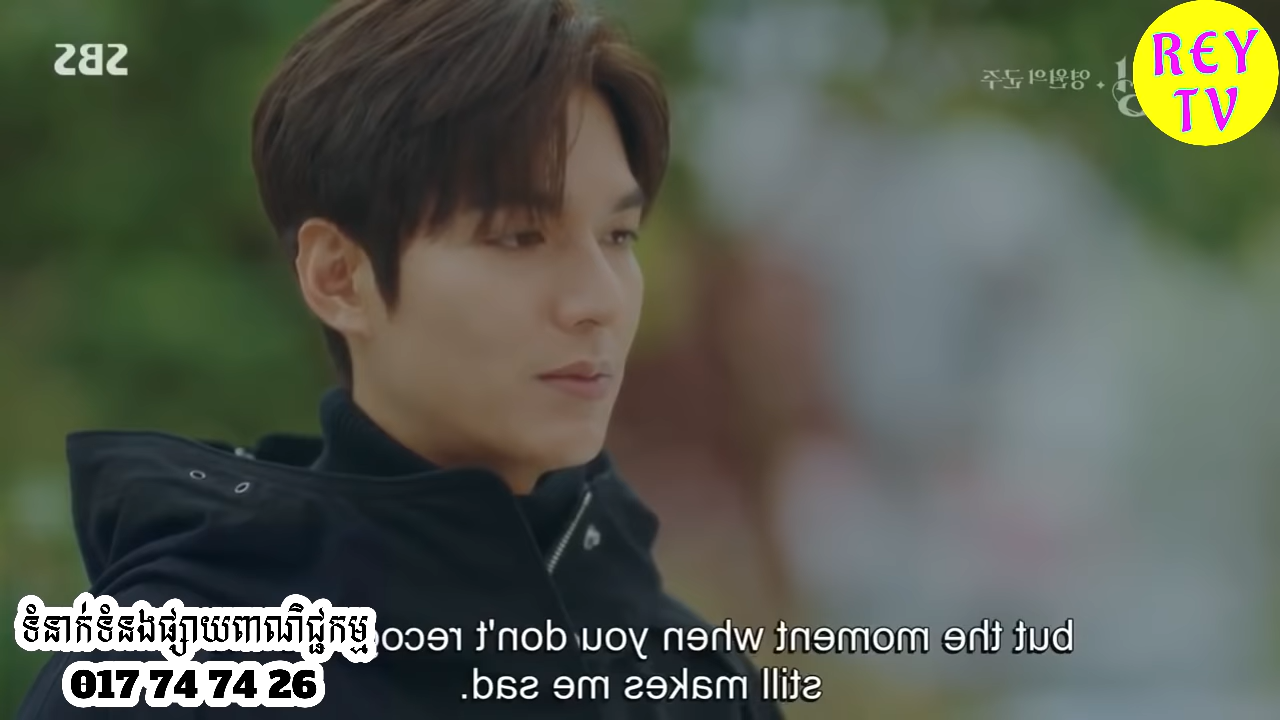 SBS
영원의 군주
REY
TV
ទំនាក់ទំនងផ្សាយពាណិជ្ជកម្ម
017 74 74 26
but the moment when you don't reco
still makes me sad.